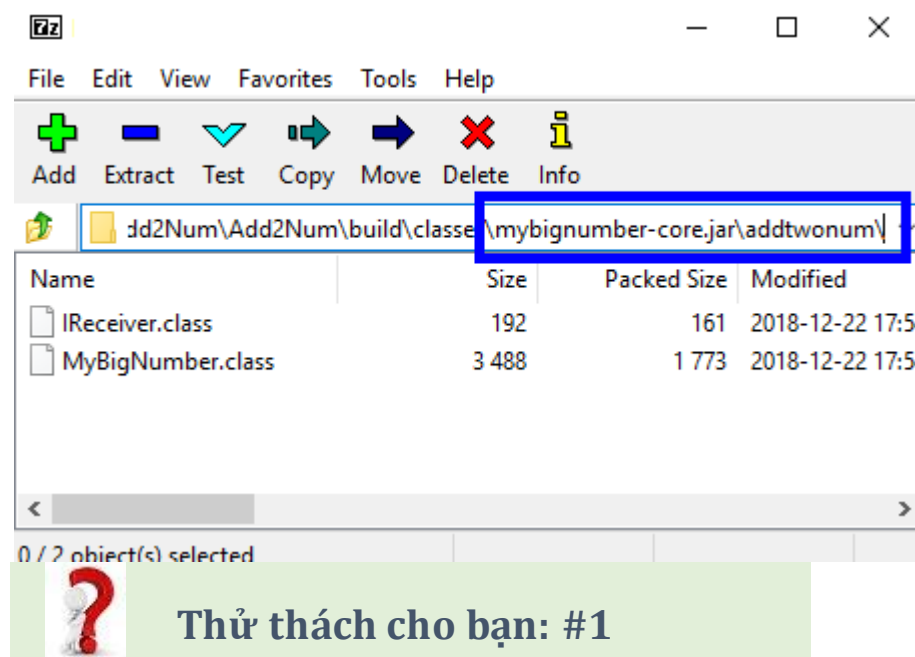 7z
File Edit View Favorites Tools Help
Add Extract Test Copy Move Delete Info
dd2Num\Add2Num\build\classe \mybignumber-core.jar\addtwonum\
Name Size Packed Size Modified
IReceiver.class 192 161 2018-12-22 17:5
MyBigNumber.class 3 488 1 773 2018-12-22 17:5
0 / 2 object(s) selected
Thử thách cho bạn: #1